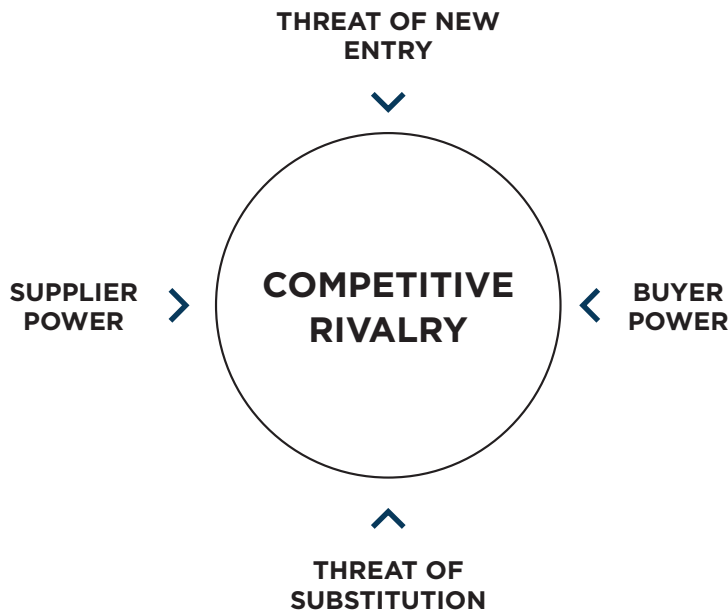 THREAT OF NEW
ENTRY
SUPPLIER
POWER
COMPETITIVE
RIVALRY
BUYER
POWER
THREAT OF
SUBSTITUTION